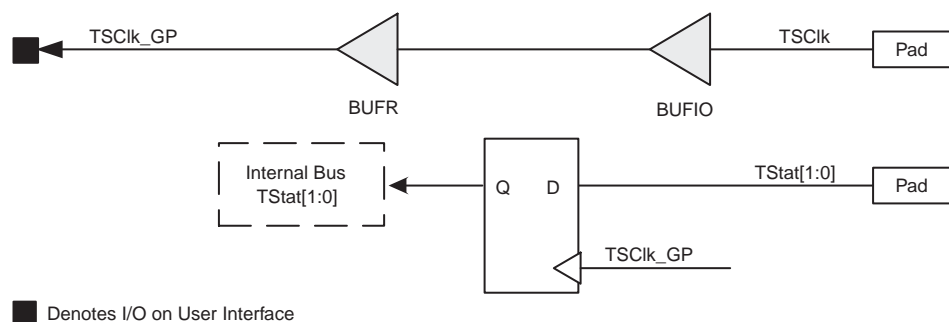 TSClk_GP
TSClk
Pad
BUFR
BUFIO
Internal Bus
TStat[1:0]
Q
D
TStat[1:0]
Pad
TSClk_GP
Denotes I/O on User Interface